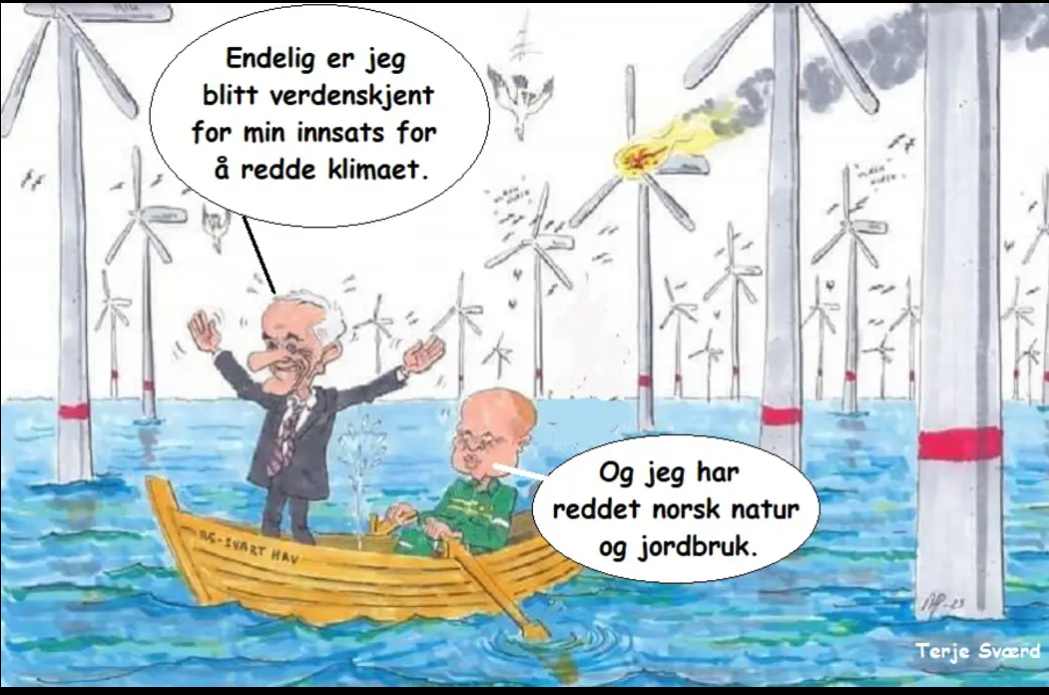 Endelig er jeg
blitt verdenskjent
for min innsats for
å redde klimaet.
Og jeg har
reddet norsk natur
og jordbruk.
SVART HAV
Terje Sværd